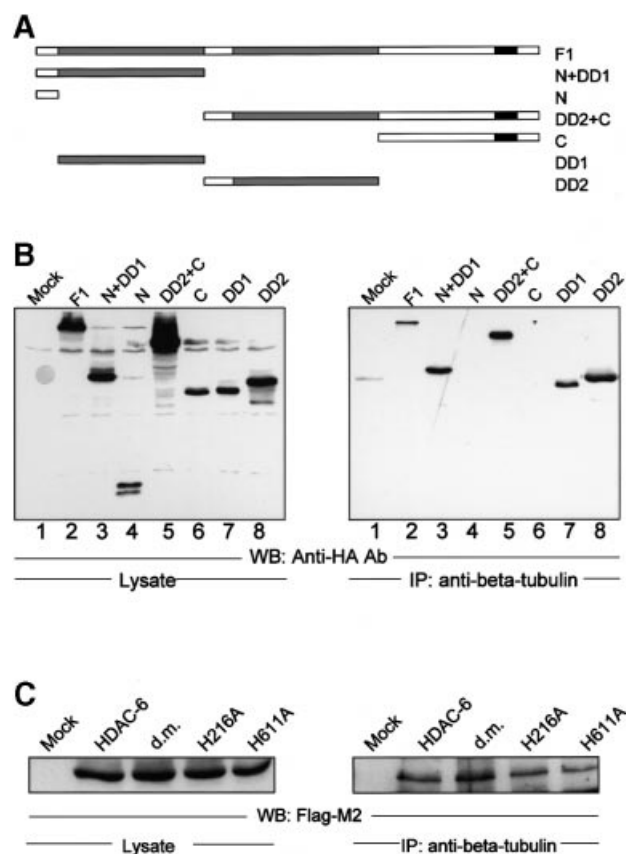 A
F1
N+DD1
N
DD2+C
C
DD1
DD2
B
Mock F1 N+DD1 N DD2+C C DD1 DD2
Mock F1 N+DD1 N DD2+C C DD1 DD2
1 2 3 4 5 6 7 8
1 2 3 4 5 6 7 8
WB: Anti-HA Ab
Lysate
IP: anti-beta-tubulin
C
Mock HDAC-6 d.m. H216A H611A
Mock HDAC-6 d.m. H216A H611A
WB: Flag-M2
Lysate
IP: anti-beta-tubulin